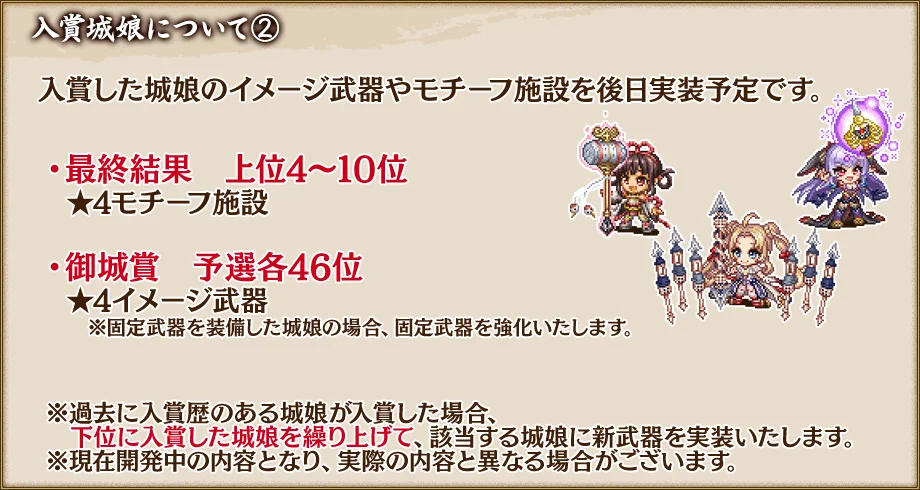 入賞城娘について②
入賞した城娘のイメージ武器やモチーフ施設を後日実装予定です。
・最終結果　上位4〜10位
★4モチーフ施設
・御城賞　予選各46位
★4イメージ武器
※固定武器を装備した城娘の場合、固定武器を強化いたします。
※過去に入賞歴のある城娘が入賞した場合、
下位に入賞した城娘を繰り上げて、該当する城娘に新武器を実装いたします。
※現在開発中の内容となり、実際の内容と異なる場合がございます。